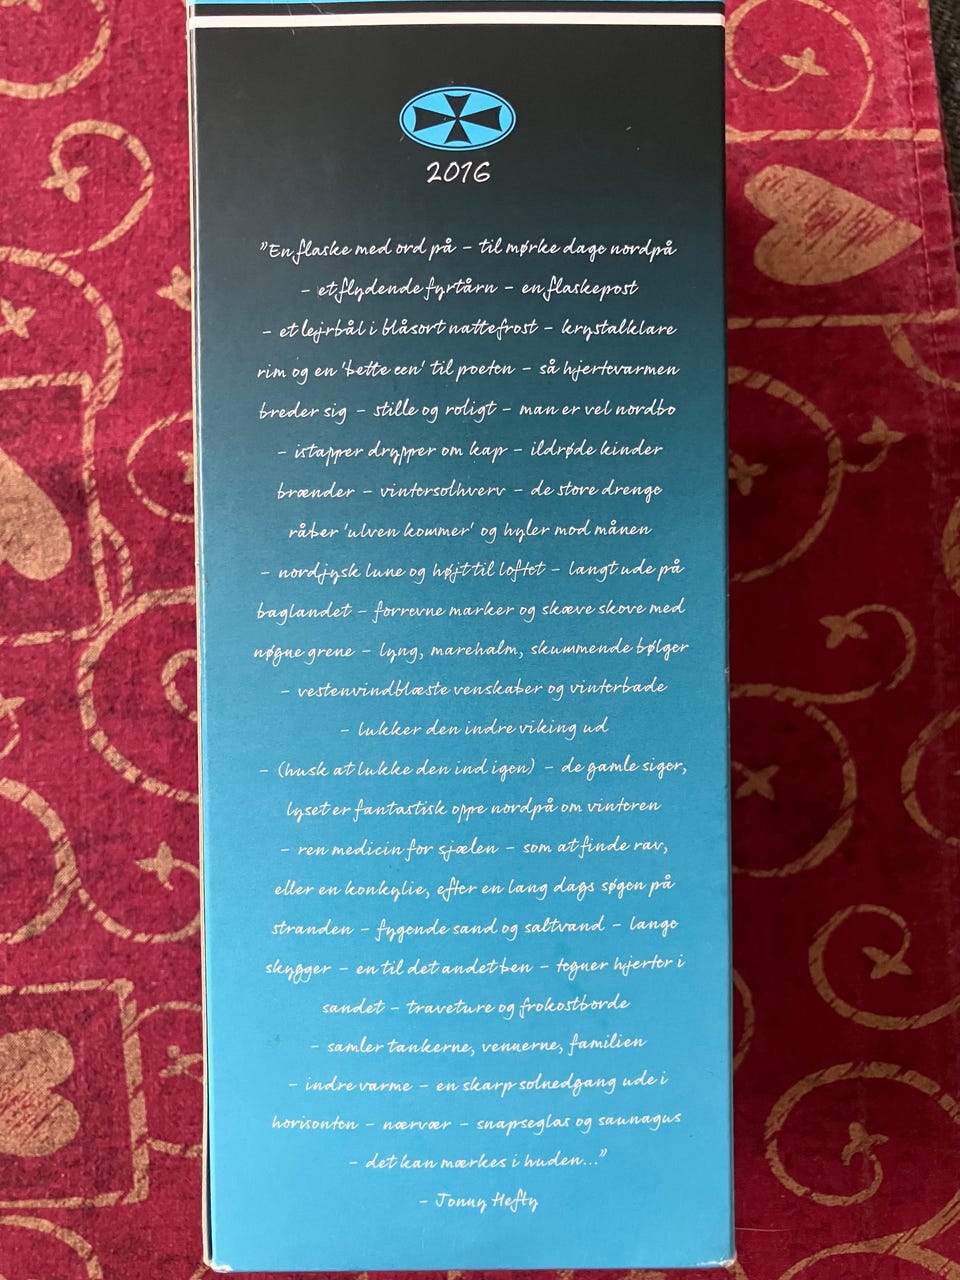 2016
"En flaske med ord på – til mørke dage nordpå
– et flydende fyrtårn – en flaskepost
– et lejrbål i blåsort nattefrost – krystalklare
rim og en 'bette een' til poeten – så hjertevarmen
breder sig – stille og roligt – man er vel nordbo
– istapper drypper om kap – ildrøde kinder
brænder – vintersolhverv – de store drenge
råber 'ulven kommer' og hyler mod månen
– nordjysk lune og højt til loftet – langt ude på
baglandet – forrevne marker og skæve skove med
nøgne grene – lyng, marehalm, skummende bølger
– vestenvindblæste venskaber og vinterbade
– lukker den indre viking ud
– (husk at lukke den ind igen) – de gamle siger,
lyset er fantastisk oppe nordpå om vinteren
– ren medicin for sjælen – som at finde rav,
eller en konkylie, efter en lang dags søgen på
stranden – fygende sand og saltvand – lange
skygger – en til det andet ben – tegner hjerter i
sandet – traveture og frokostborde
– samler tankerne, vennerne, familien
– indre varme – en skarp solnedgang ude i
horisonten – nærvær – snapseglas og saunagus
– det kan mærkes i huden..."
– Jonny Hefty